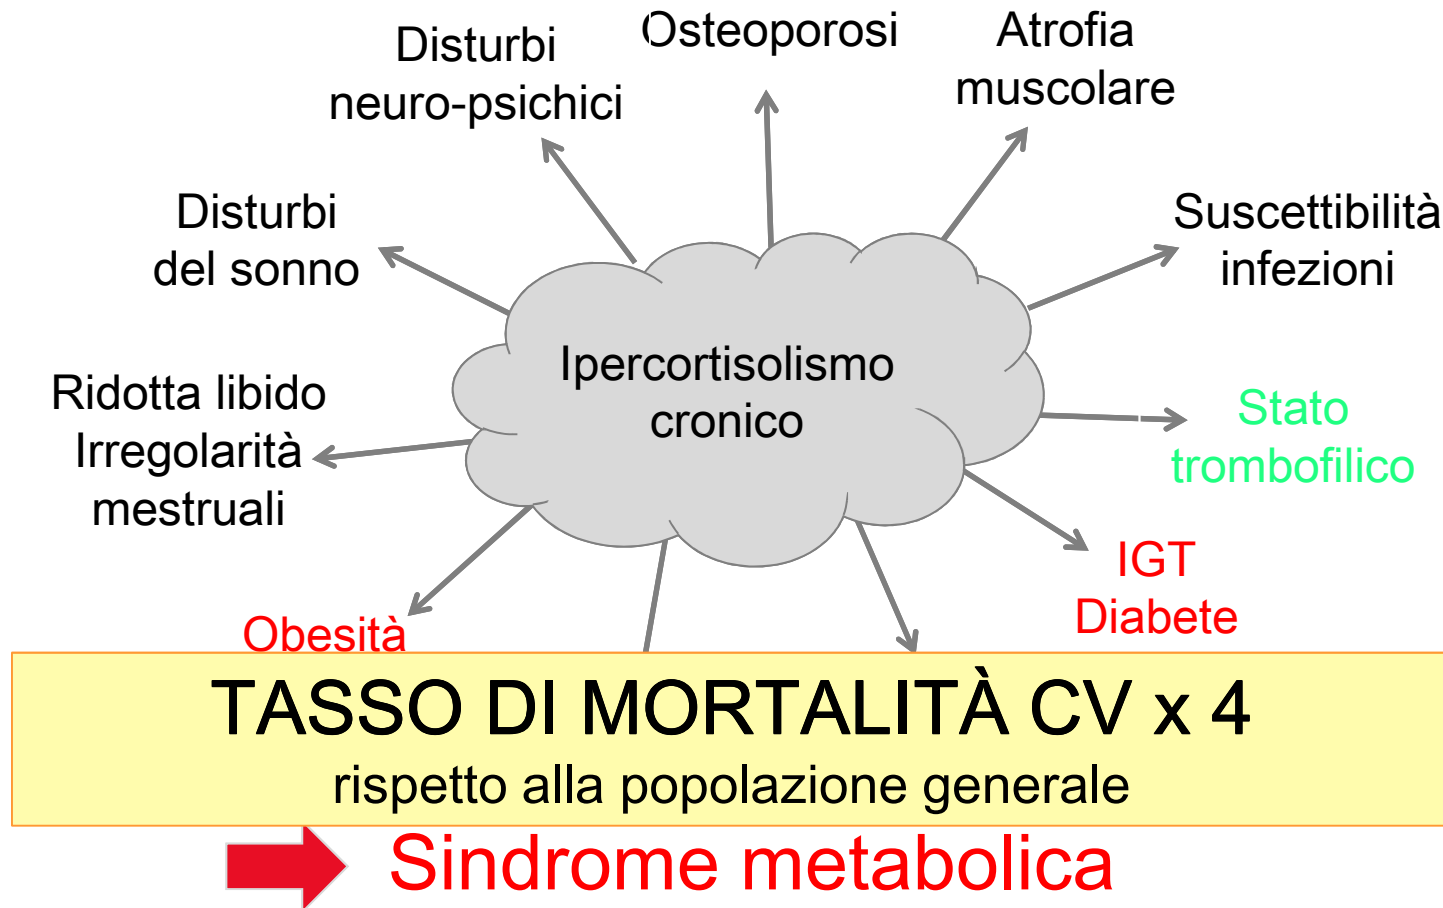 Disturbi
neuro-psichici
Osteoporosi
Atrofia
muscolare
Disturbi
del sonno
Suscettibilità
infezioni
Ipercortisolismo
cronico
Ridotta libido
Irregolarità
mestruali
Stato
trombofilico
IGT
Diabete
Obesità
TASSO DI MORTALITÀ CV x 4
rispetto alla popolazione generale
Sindrome metabolica